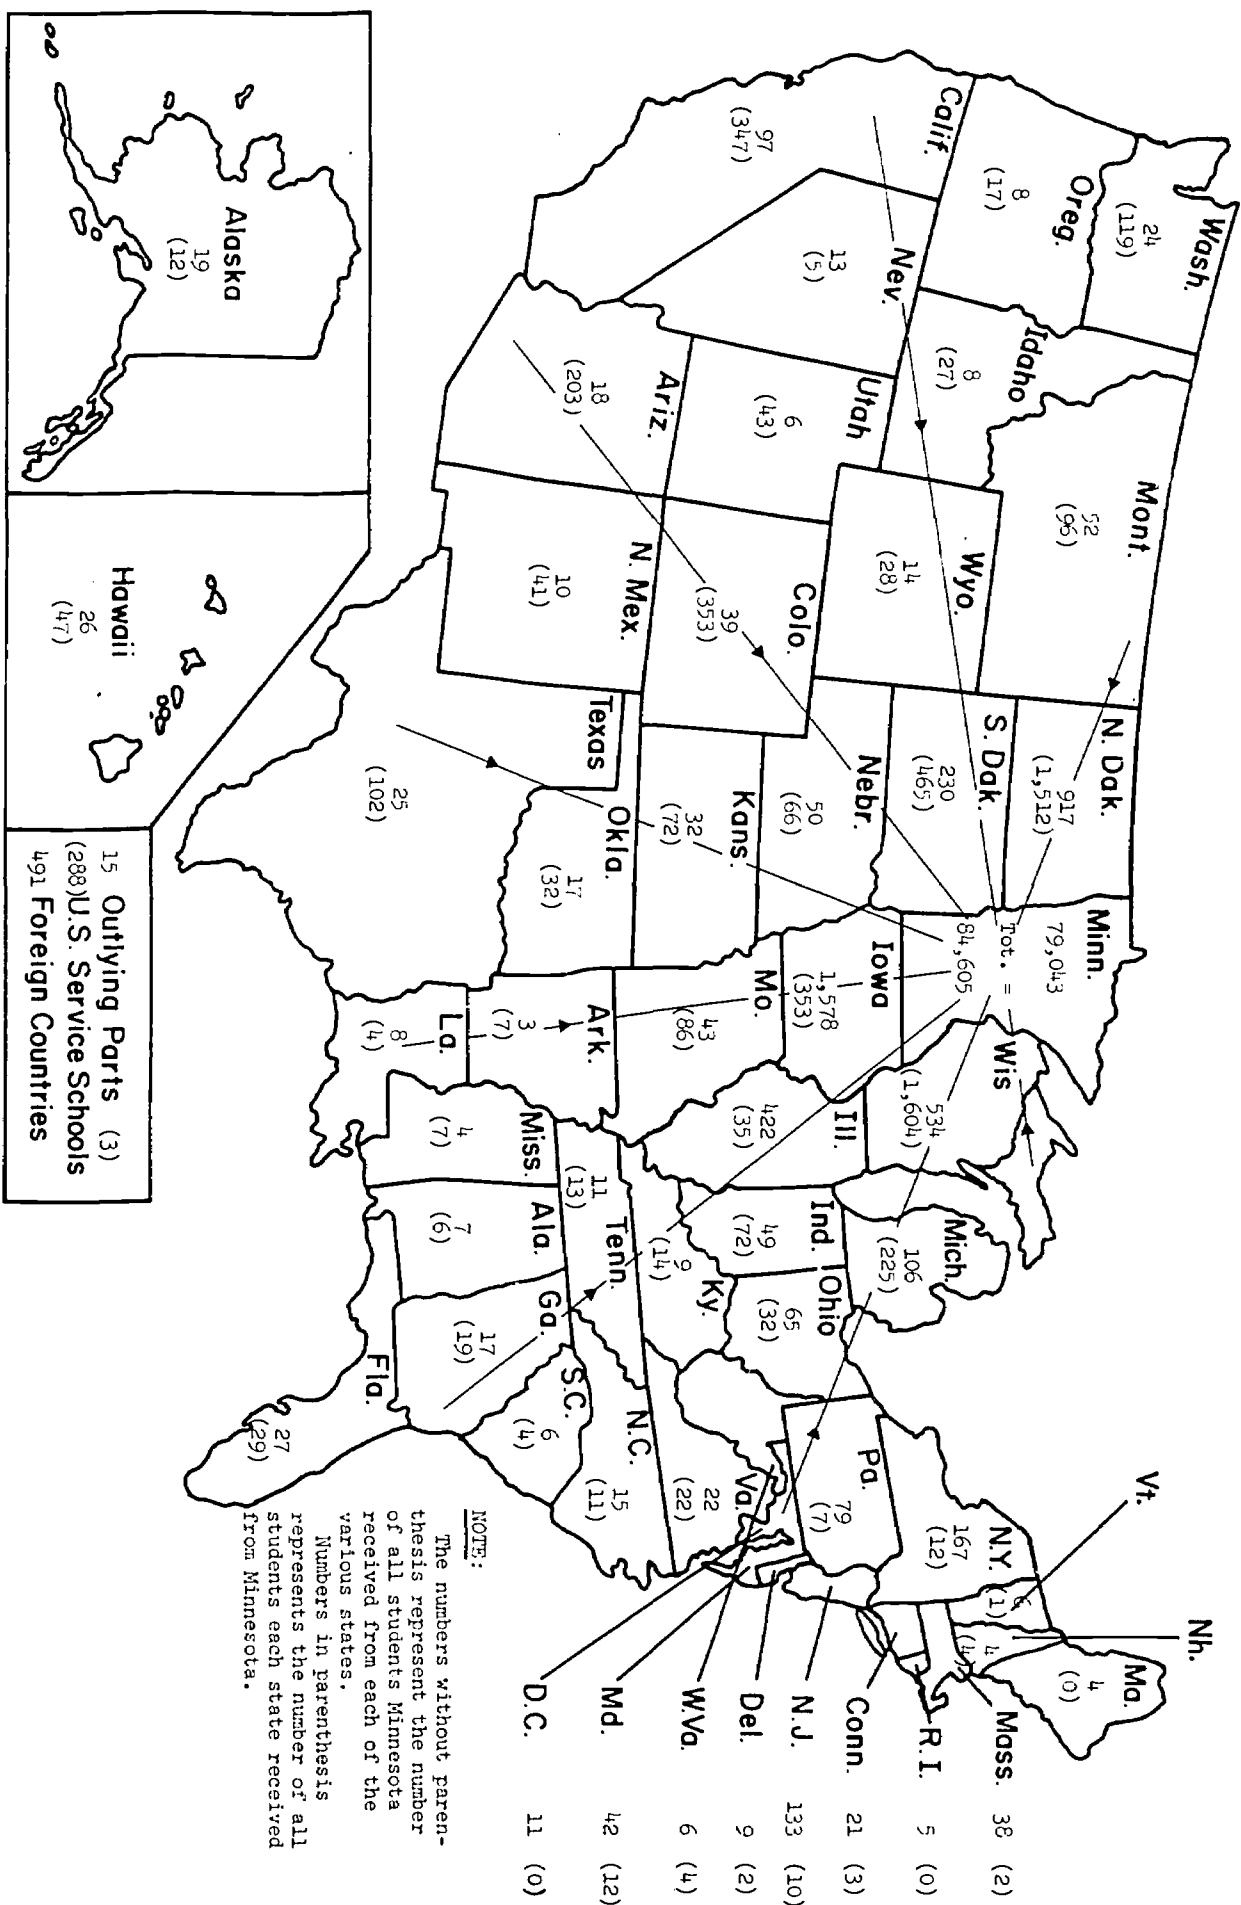 Wash.
24
(119)
Oreg.
8
(17)
Calif.
97
(347)
Nev.
13
(5)
Idaho
8
(27)
Mont.
52
(96)
Wyo.
14
(28)
Utah
6
(43)
Ariz.
18
(203)
Colo.
39
(353)
N. Mex.
10
(41)
N. Dak.
917
(1,512)
S. Dak.
230
(465)
Nebr.
50
(66)
Kans.
32
(72)
Okla.
17
(32)
Texas
25
(102)
Minn.
79,043
Tot. =
84,605
Iowa
1,578
(353)
Mo.
43
(86)
Ark.
3
(7)
La.
8
(4)
Wis
534
(1,604)
Ill.
422
(35)
Mich.
106
(225)
Ind.
49
(72)
Ohio
65
(32)
Ky.
9
(14)
Tenn.
11
(13)
Miss.
4
(7)
Ala.
7
(6)
Ga.
17
(19)
Fla.
27
(29)
S.C.
6
(4)
N.C.
15
(11)
Va.
22
(22)
Pa.
79
(7)
N.Y.
167
(12)
Vt.
6
(1)
Nh.
4
(4)
Ma.
4
(0)
Mass. 38 (2)
R.I. 5 (0)
Conn. 21 (3)
N.J. 133 (10)
Del. 9 (2)
W.Va. 6 (4)
Md. 42 (12)
D.C. 11 (0)
Alaska
19
(12)
Hawaii
26
(47)
15 Outlying Parts (3)
(288)U.S. Service Schools
491 Foreign Countries
NOTE:
The numbers without paren-
thesis represent the number
of all students Minnesota
received from each of the
various states.
Numbers in parenthesis
represents the number of all
students each state received
from Minnesota.